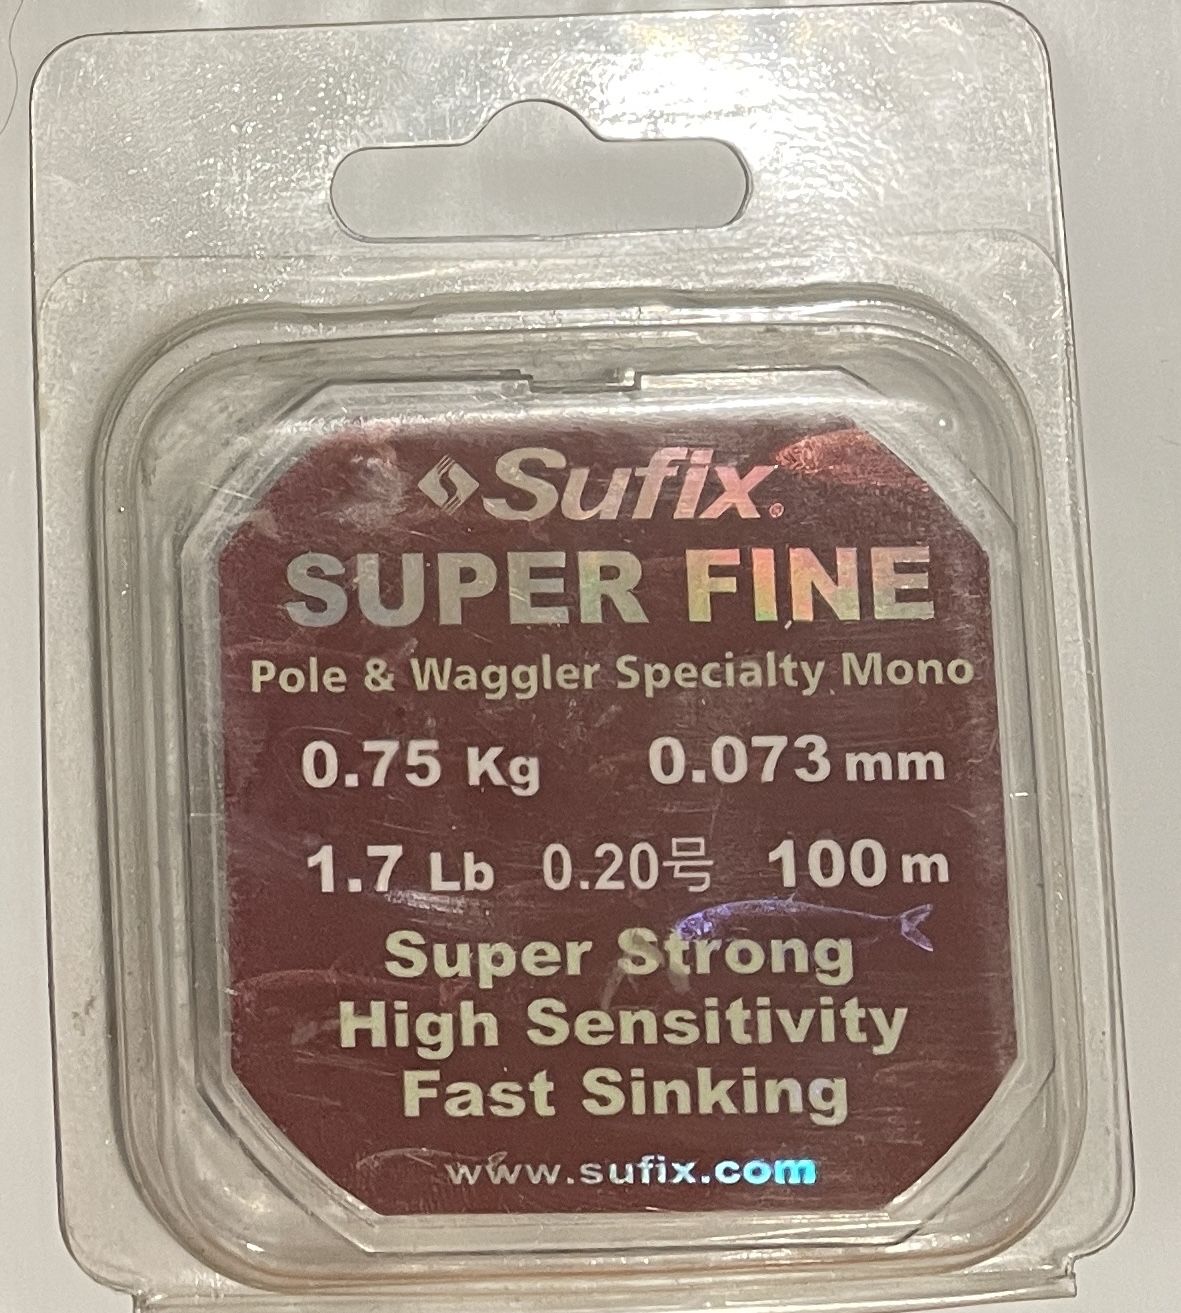 Sufix®
SUPER FINE
Pole & Waggler Specialty Mono
0.75 Kg 0.073 mm
1.7 Lb 0.20号 100 m
Super Strong
High Sensitivity
Fast Sinking
www.sufix.com